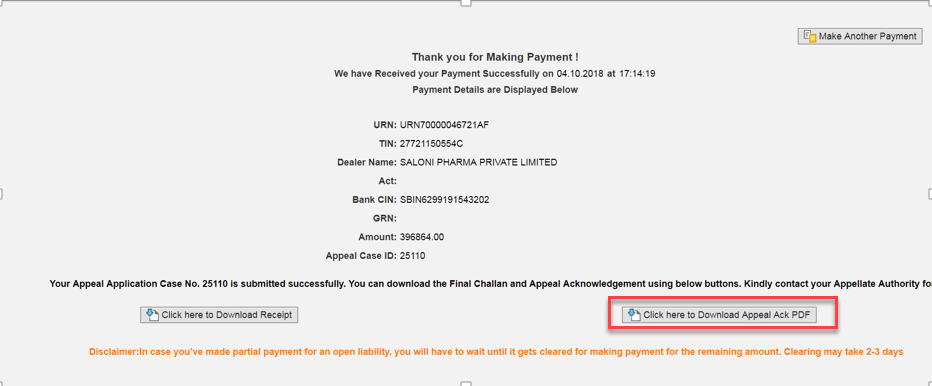 Make Another Payment
Thank you for Making Payment !
We have Received your Payment Successfully on 04.10.2018 at 17:14:19
Payment Details are Displayed Below
URN: URN70000046721AF
TIN: 27721150554C
Dealer Name: SALONI PHARMA PRIVATE LIMITED
Act:
Bank CIN: SBIN6299191543202
GRN:
Amount: 396864.00
Appeal Case ID: 25110
Your Appeal Application Case No. 25110 is submitted successfully. You can download the Final Challan and Appeal Acknowledgement using below buttons. Kindly contact your Appellate Authority fo
Click here to Download Receipt
Click here to Download Appeal Ack PDF
Disclaimer:In case you've made partial payment for an open liability, you will have to wait until it gets cleared for making payment for the remaining amount. Clearing may take 2-3 days